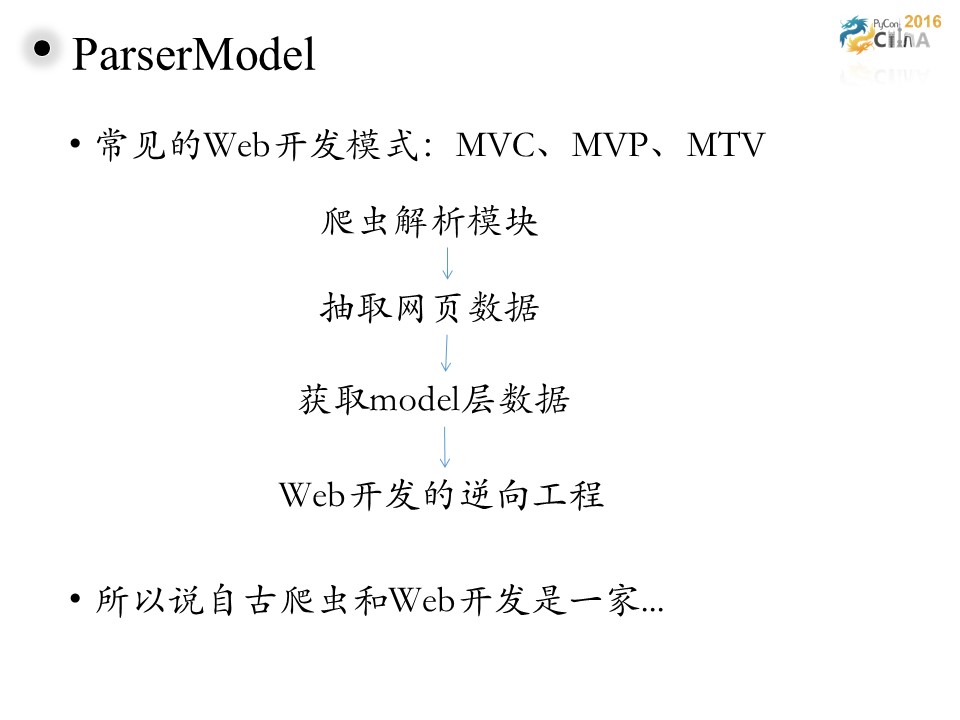 ParserModel
PyCon 2016
China
• 常见的Web开发模式：MVC、MVP、MTV
爬虫解析模块
抽取网页数据
获取model层数据
Web开发的逆向工程
• 所以说自古爬虫和Web开发是一家...